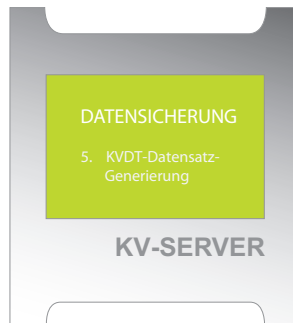 DATENSICHERUNG
5. KVDT-Datensatz-
Generierung
KV-SERVER